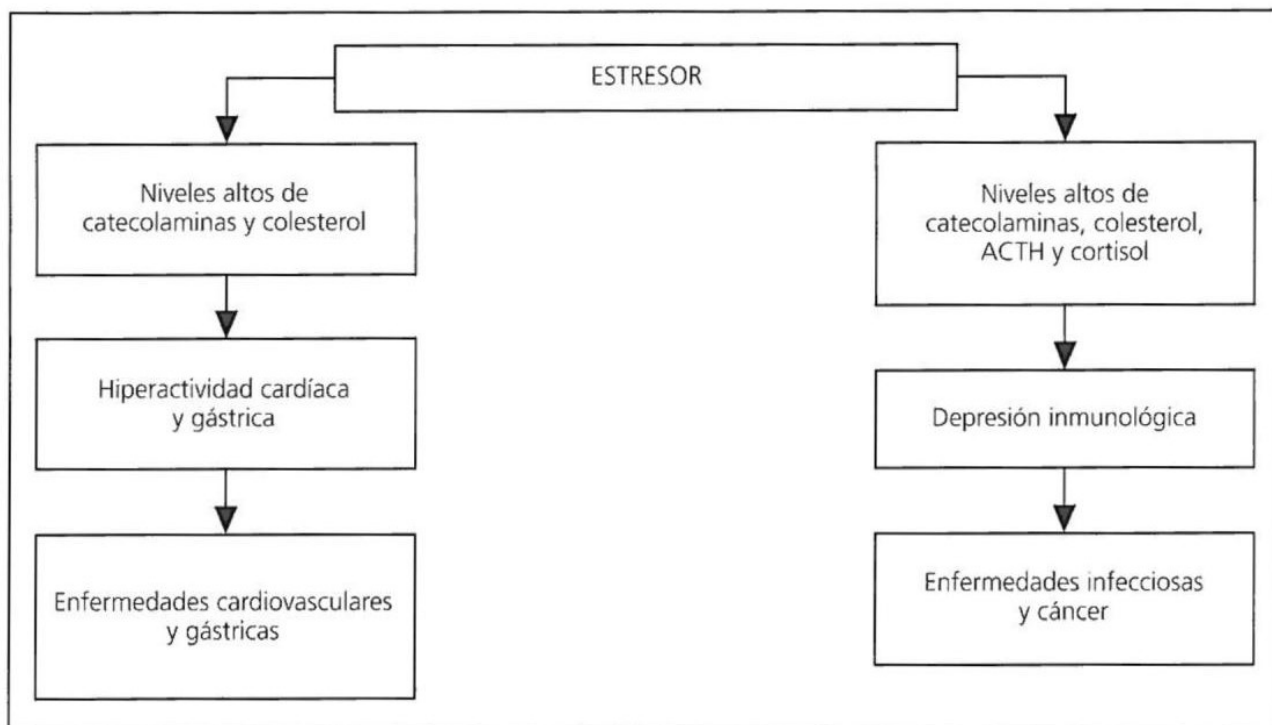 ESTRESOR
Niveles altos de
catecolaminas y colesterol
Hiperactividad cardíaca
y gástrica
Enfermedades cardiovasculares
y gástricas
Niveles altos de
catecolaminas, colesterol,
ACTH y cortisol
Depresión inmunológica
Enfermedades infecciosas
y cáncer